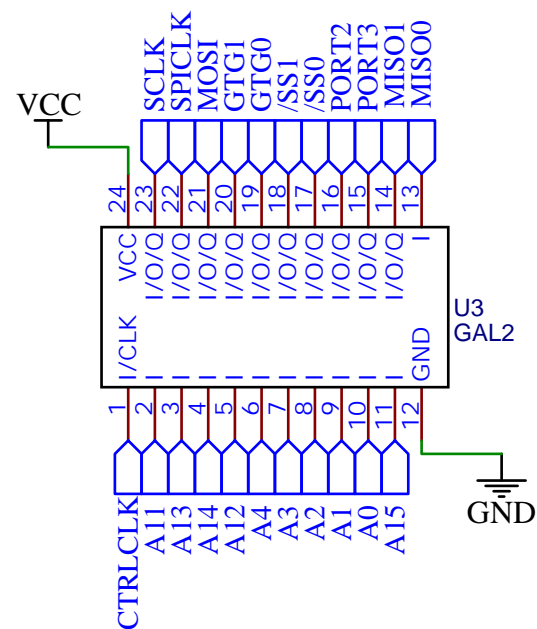 VCC
SCLK
SPICLK
MOSI
GTG1
GTG0
/SS1
/SS0
PORT2
PORT3
MISO1
MISO0
24
23
22
21
20
19
18
17
16
15
14
13
VCC
I/O/Q
I/O/Q
I/O/Q
I/O/Q
I/O/Q
I/O/Q
I/O/Q
I/O/Q
I/O/Q
I/O/Q
I
U3
GAL2
I/CLK
I
I
I
I
I
I
I
I
I
I
GND
1
2
3
4
5
6
7
8
9
10
11
12
CTRLCLK
A11
A13
A14
A12
A4
A3
A2
A1
A0
A15
GND